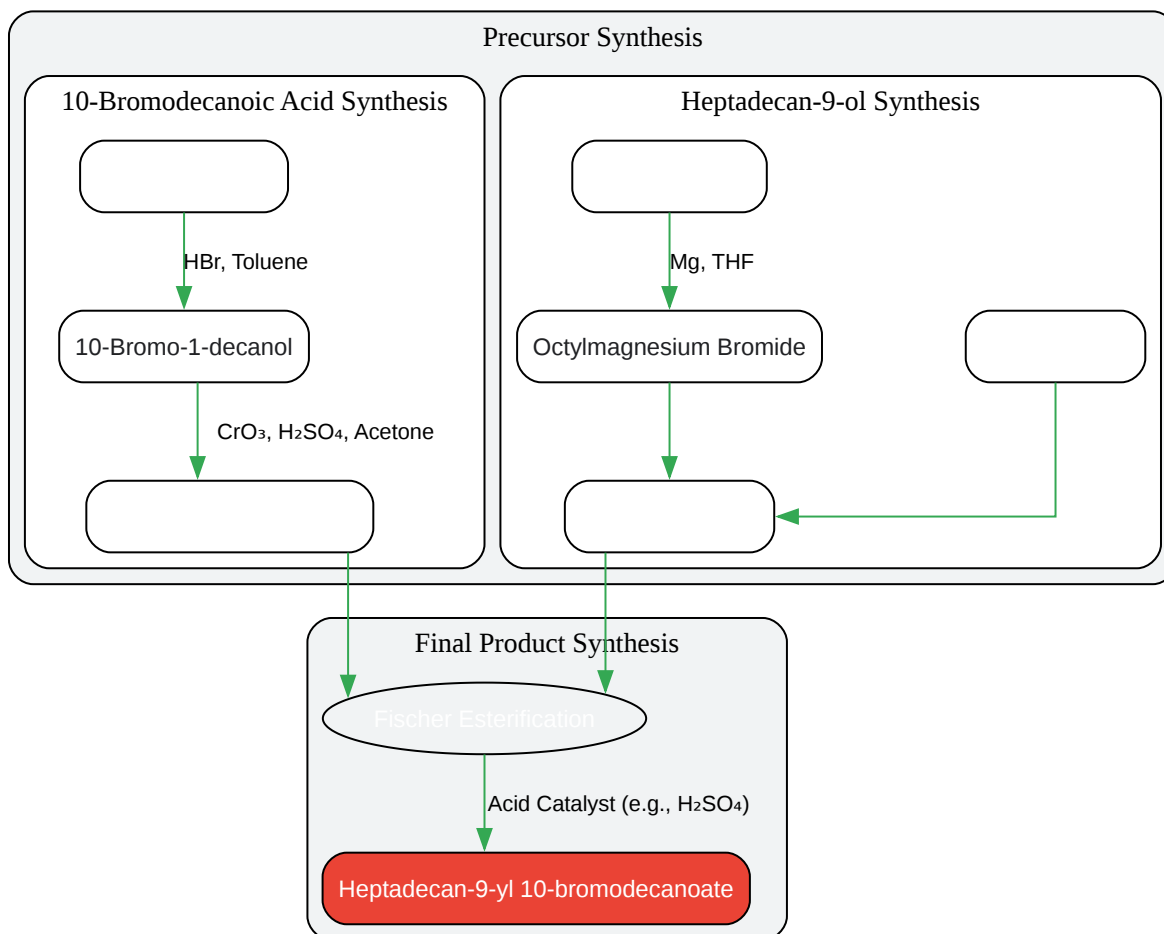 Precursor Synthesis
10-Bromodecanoic Acid Synthesis
Heptadecan-9-ol Synthesis
HBr, Toluene
Mg, THF
10-Bromo-1-decanol
Octylmagnesium Bromide
CrO₃, H₂SO₄, Acetone
Final Product Synthesis
Fischer Esterification
Acid Catalyst (e.g., H₂SO₄)
Heptadecan-9-yl 10-bromodecanoate